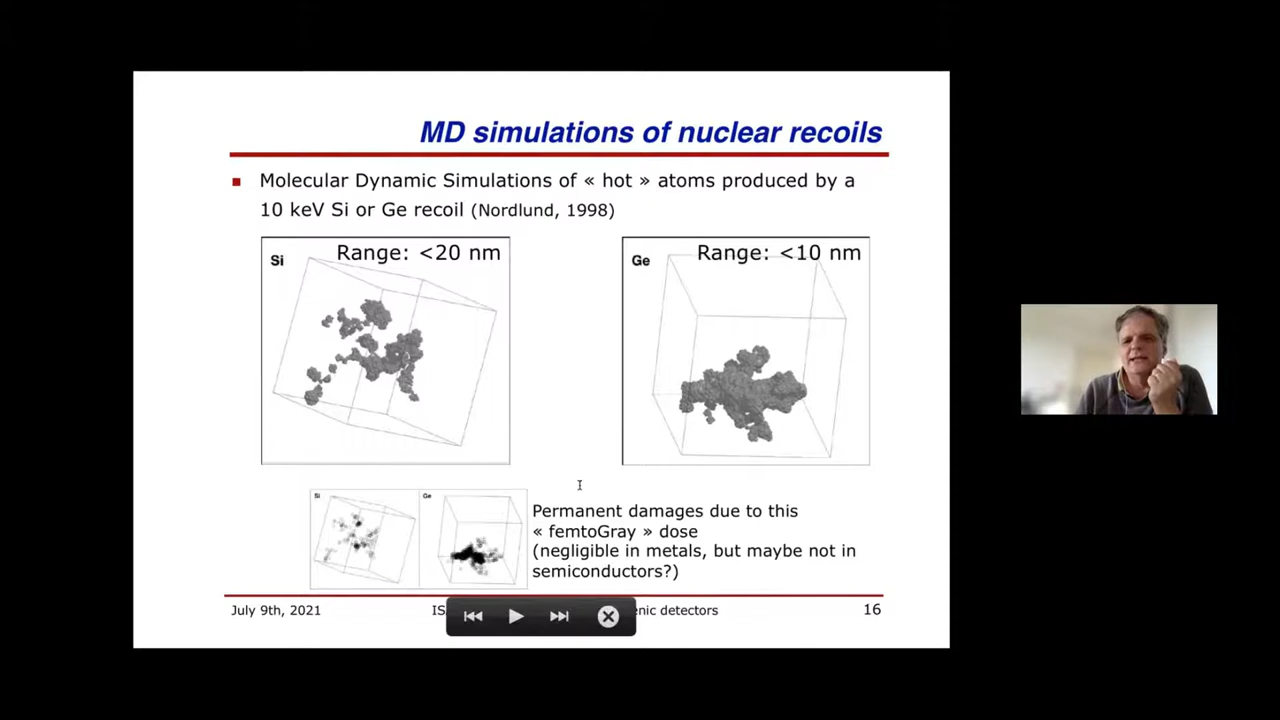 MD simulations of nuclear recoils
Molecular Dynamic Simulations of « hot » atoms produced by a
10 keV Si or Ge recoil (Nordlund, 1998)
Si
Range: <20 nm
Ge
Range: <10 nm
Si
Ge
Permanent damages due to this
« femtoGray » dose
(negligible in metals, but maybe not in
semiconductors?)
July 9th, 2021
detectors
16